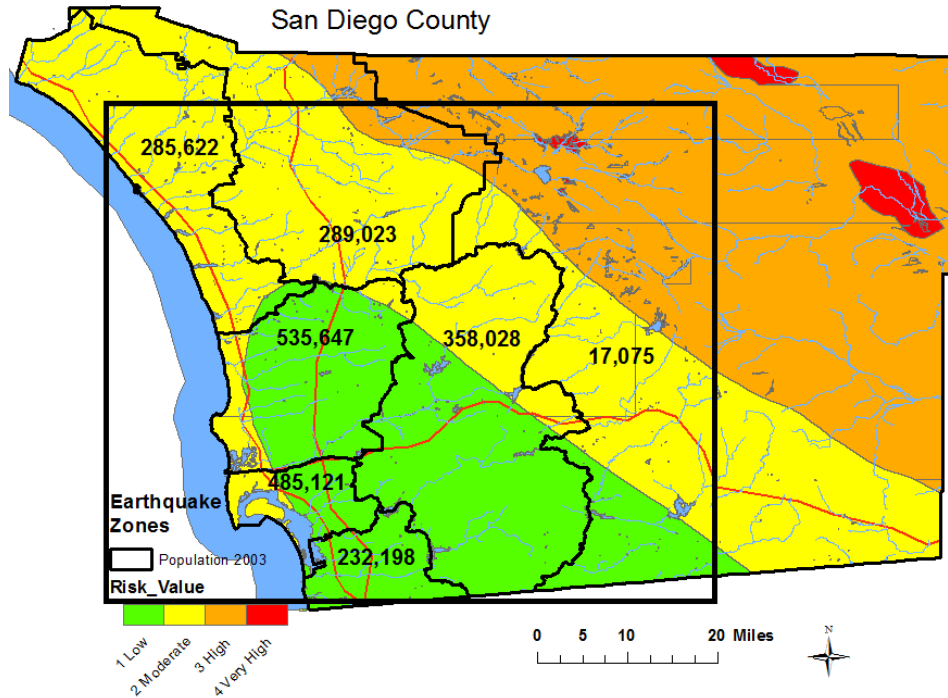 San Diego County
285,622
289,023
535,647
358,028
17,075
485,121
232,198
Earthquake
Zones
Population 2003
Risk_Value
1 Low
2 Moderate
3 High
4 Very High
0 5 10 20 Miles
N